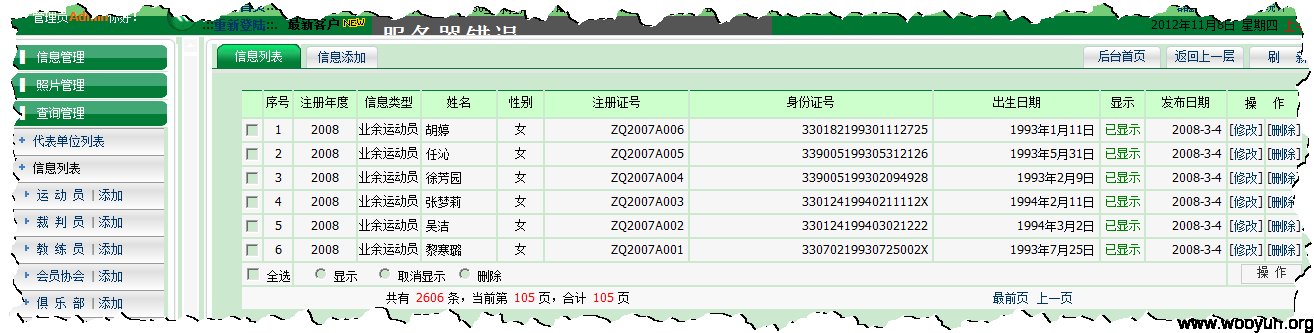 管理员Admin你好！
.::重新登陆::. 最新客户 NEW 服务器错误 2012年11月8日 星期四
信息管理
照片管理
查询管理
代表单位列表
信息列表
运 动 员 | 添加
裁 判 员 | 添加
教 练 员 | 添加
会员协会 | 添加
俱 乐 部 | 添加
信息列表 信息添加 后台首页 返回上一层 刷
序号 注册年度 信息类型 姓名 性别 注册证号 身份证号 出生日期 显示 发布日期 操 作
1 2008 业余运动员 胡婷 女 ZQ2007A006 330182199301112725 1993年1月11日 已显示 2008-3-4 [修改] [删除]
2 2008 业余运动员 任沁 女 ZQ2007A005 339005199305312126 1993年5月31日 已显示 2008-3-4 [修改] [删除]
3 2008 业余运动员 徐芳园 女 ZQ2007A004 339005199302094928 1993年2月9日 已显示 2008-3-4 [修改] [删除]
4 2008 业余运动员 张梦莉 女 ZQ2007A003 33012419940211112X 1994年2月11日 已显示 2008-3-4 [修改] [删除]
5 2008 业余运动员 吴洁 女 ZQ2007A002 330124199403021222 1994年3月2日 已显示 2008-3-4 [修改] [删除]
6 2008 业余运动员 黎寒璐 女 ZQ2007A001 33070219930725002X 1993年7月25日 已显示 2008-3-4 [修改] [删除]
全选 显示 取消显示 删除 操 作
共有 2606 条，当前第 105 页，合计 105 页 最前页 上一页
www.wooyun.org